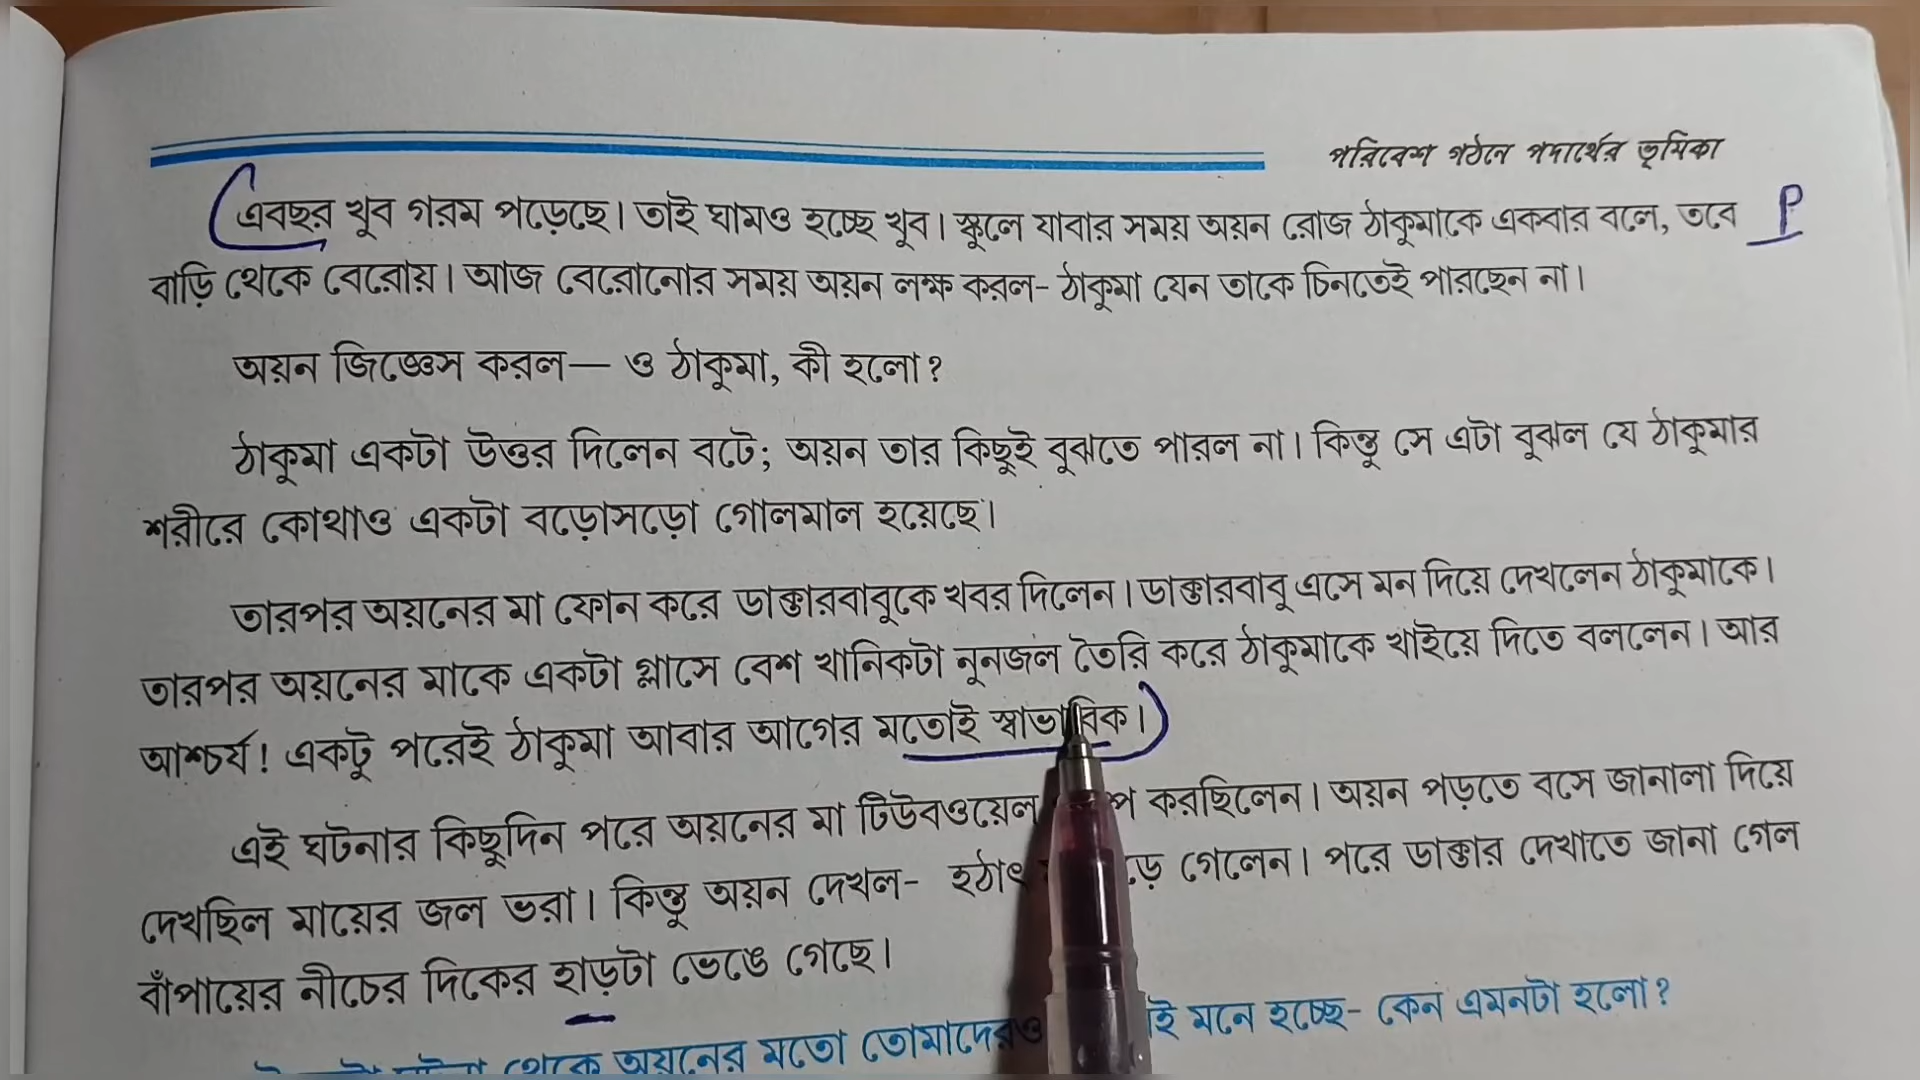 পরিবেশ গঠনে পদার্থের ভূমিকা
এবছর খুব গরম পড়েছে। তাই ঘামও হচ্ছে খুব। স্কুলে যাবার সময় অয়ন রোজ ঠাকুমাকে একবার বলে, তবে P
বাড়ি থেকে বেরোয়। আজ বেরোনোর সময় অয়ন লক্ষ করল- ঠাকুমা যেন তাকে চিনতেই পারছেন না।
অয়ন জিজ্ঞেস করল— ও ঠাকুমা, কী হলো?
ঠাকুমা একটা উত্তর দিলেন বটে; অয়ন তার কিছুই বুঝতে পারল না। কিন্তু সে এটা বুঝল যে ঠাকুমার
শরীরে কোথাও একটা বড়োসড়ো গোলমাল হয়েছে।
তারপর অয়নের মা ফোন করে ডাক্তারবাবুকে খবর দিলেন। ডাক্তারবাবু এসে মন দিয়ে দেখলেন ঠাকুমাকে।
তারপর অয়নের মাকে একটা গ্লাসে বেশ খানিকটা নুনজল তৈরি করে ঠাকুমাকে খাইয়ে দিতে বললেন। আর
আশ্চর্য! একটু পরেই ঠাকুমা আবার আগের মতোই স্বাভাবিক।
এই ঘটনার কিছুদিন পরে অয়নের মা টিউবওয়েল করছিলেন। অয়ন পড়তে বসে জানালা দিয়ে
দেখছিল মায়ের জল ভরা। কিন্তু অয়ন দেখল- হঠাৎ গেলেন। পরে ডাক্তার দেখাতে জানা গেল
বাঁপায়ের নীচের দিকের হাড়টা ভেঙে গেছে।
থেকে অয়নের মতো তোমাদেরও মনে হচ্ছে- কেন এমনটা হলো?